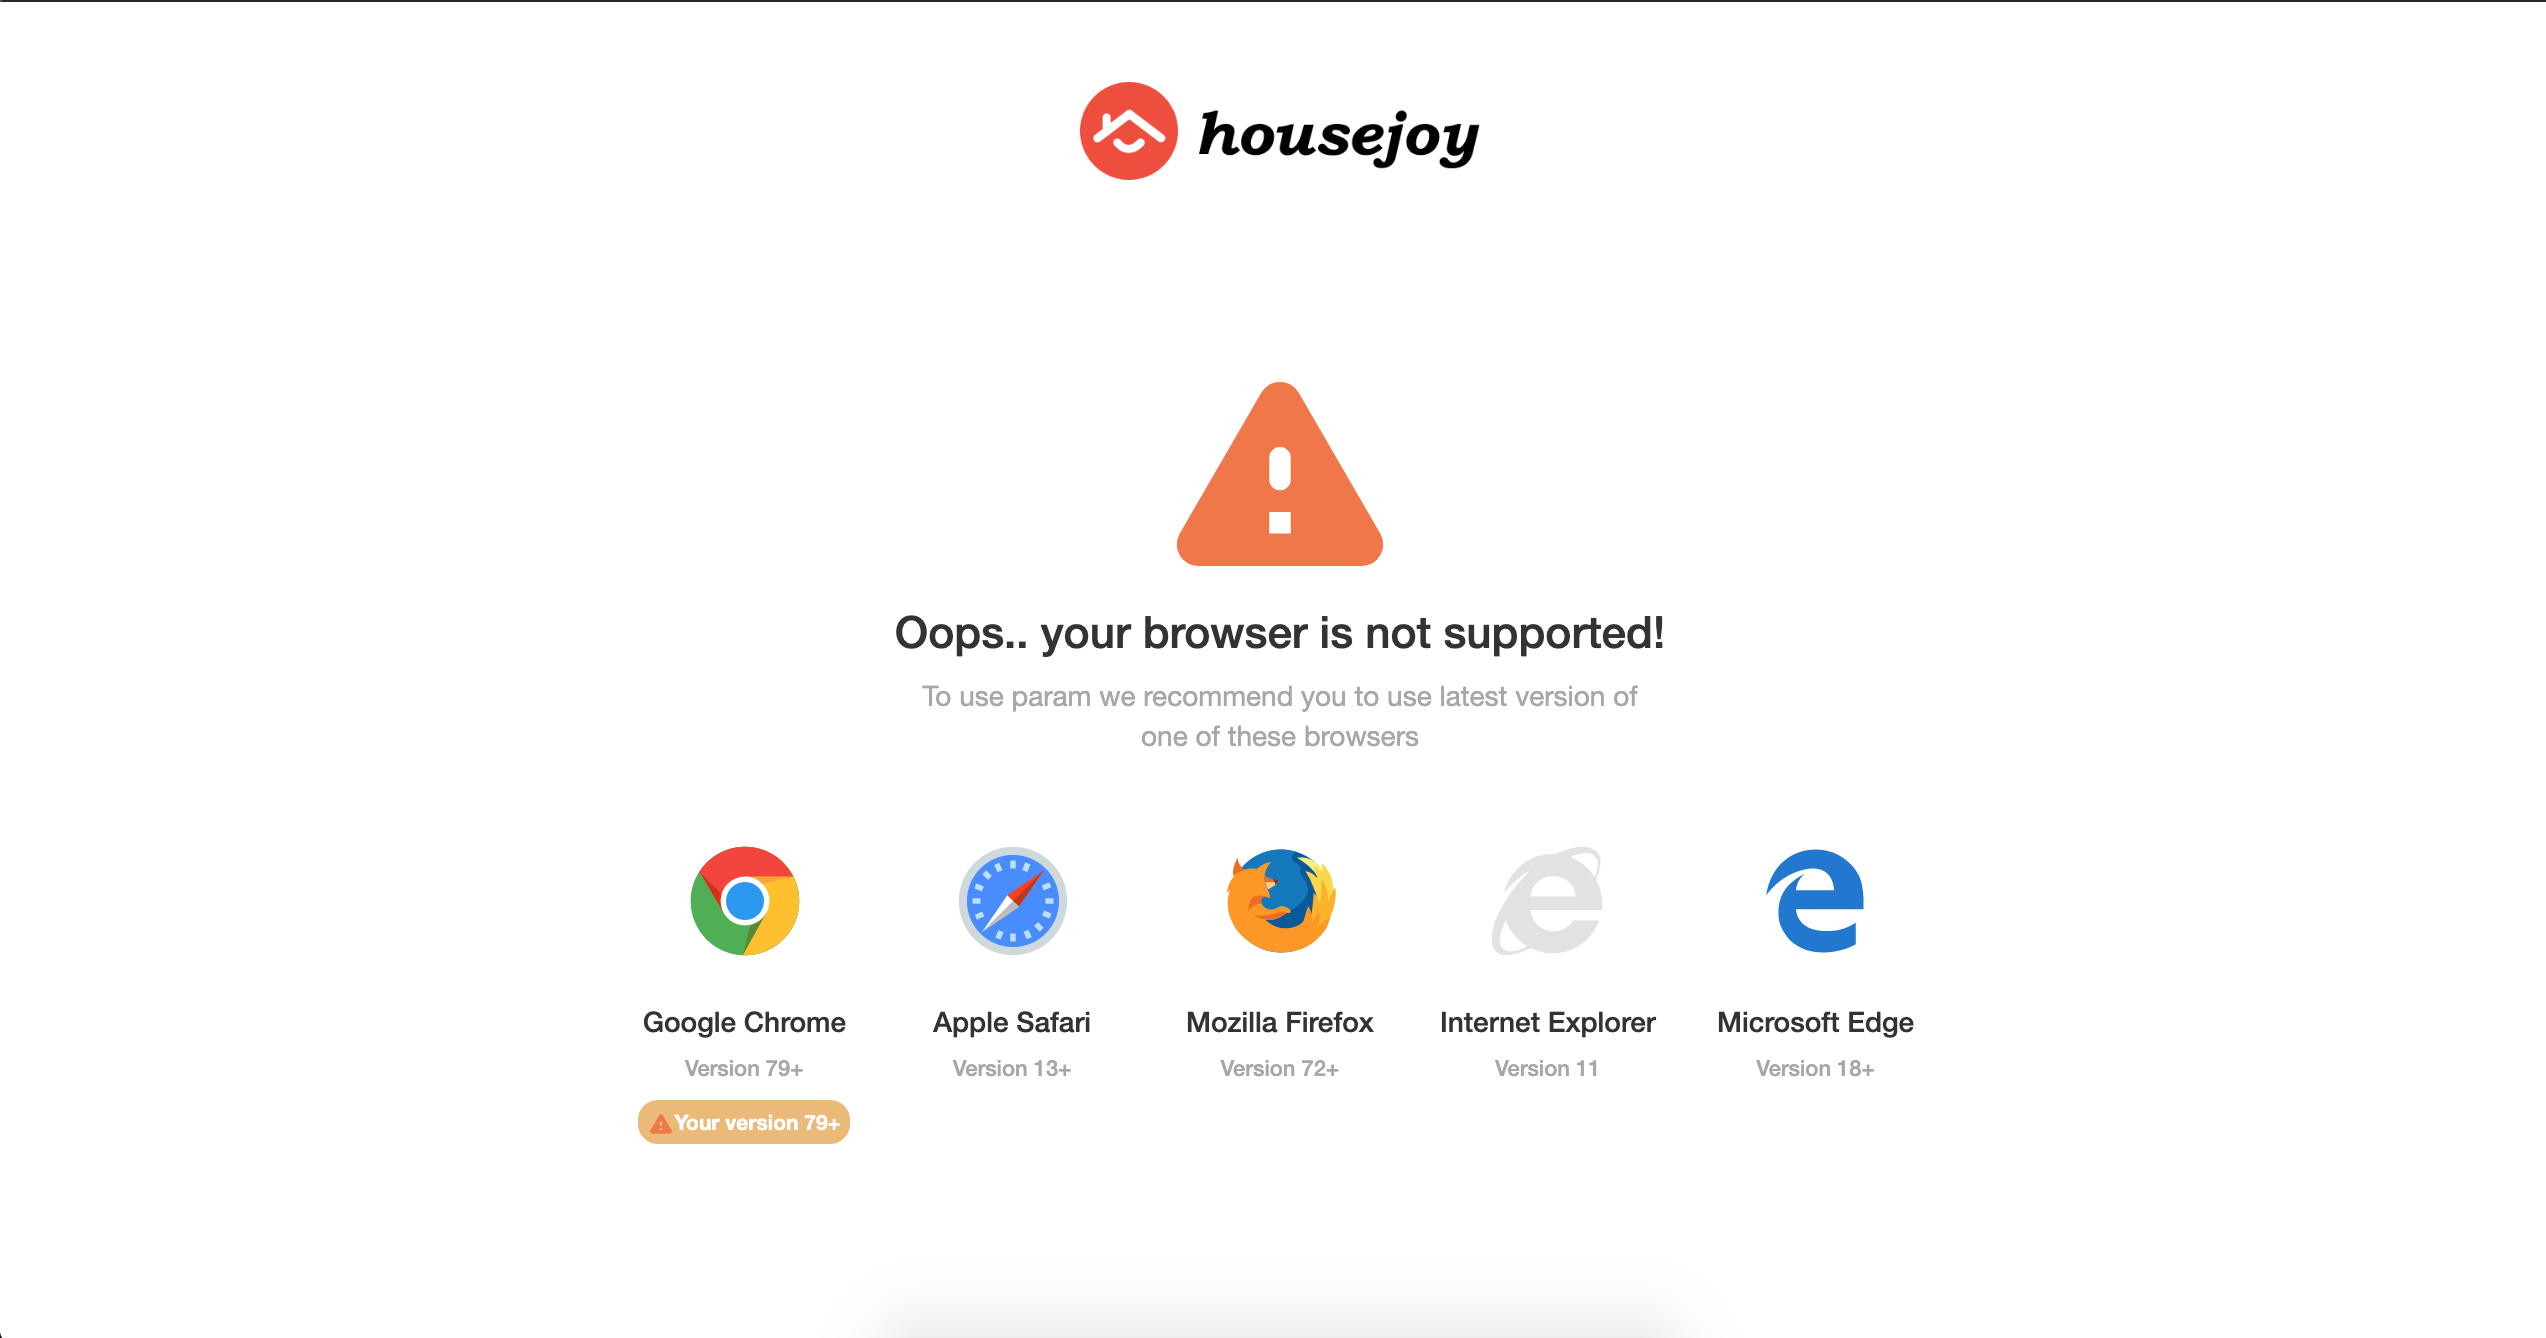 housejoy
Oops.. your browser is not supported!
To use param we recommend you to use latest version of
one of these browsers
Google Chrome
Version 79+
Your version 79+
Apple Safari
Version 13+
Mozilla Firefox
Version 72+
Internet Explorer
Version 11
Microsoft Edge
Version 18+